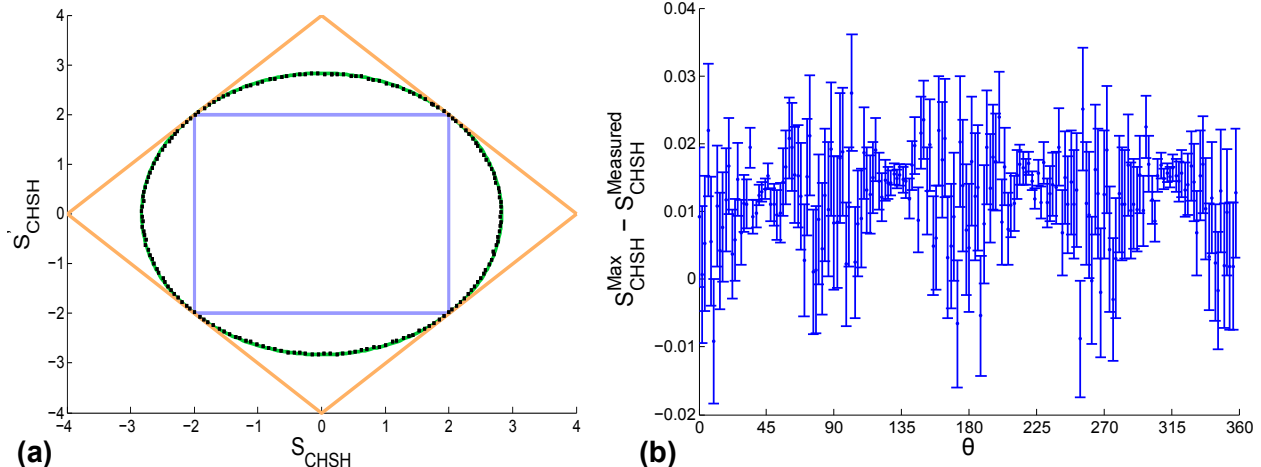 4
3
2
1
0
−1
−2
−3
−4
−4 −3 −2 −1 0 1 2 3 4
S'CHSH
SCHSH
(a)
0.04
0.03
0.02
0.01
0
−0.01
−0.02
0 45 90 135 180 225 270 315 360
S^Max_CHSH − S^Measured_CHSH
θ
(b)